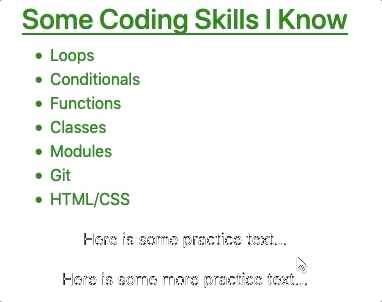 Some Coding Skills I Know
• Loops
• Conditionals
• Functions
• Classes
• Modules
• Git
• HTML/CSS
Here is some practice text...
Here is some more practice text...